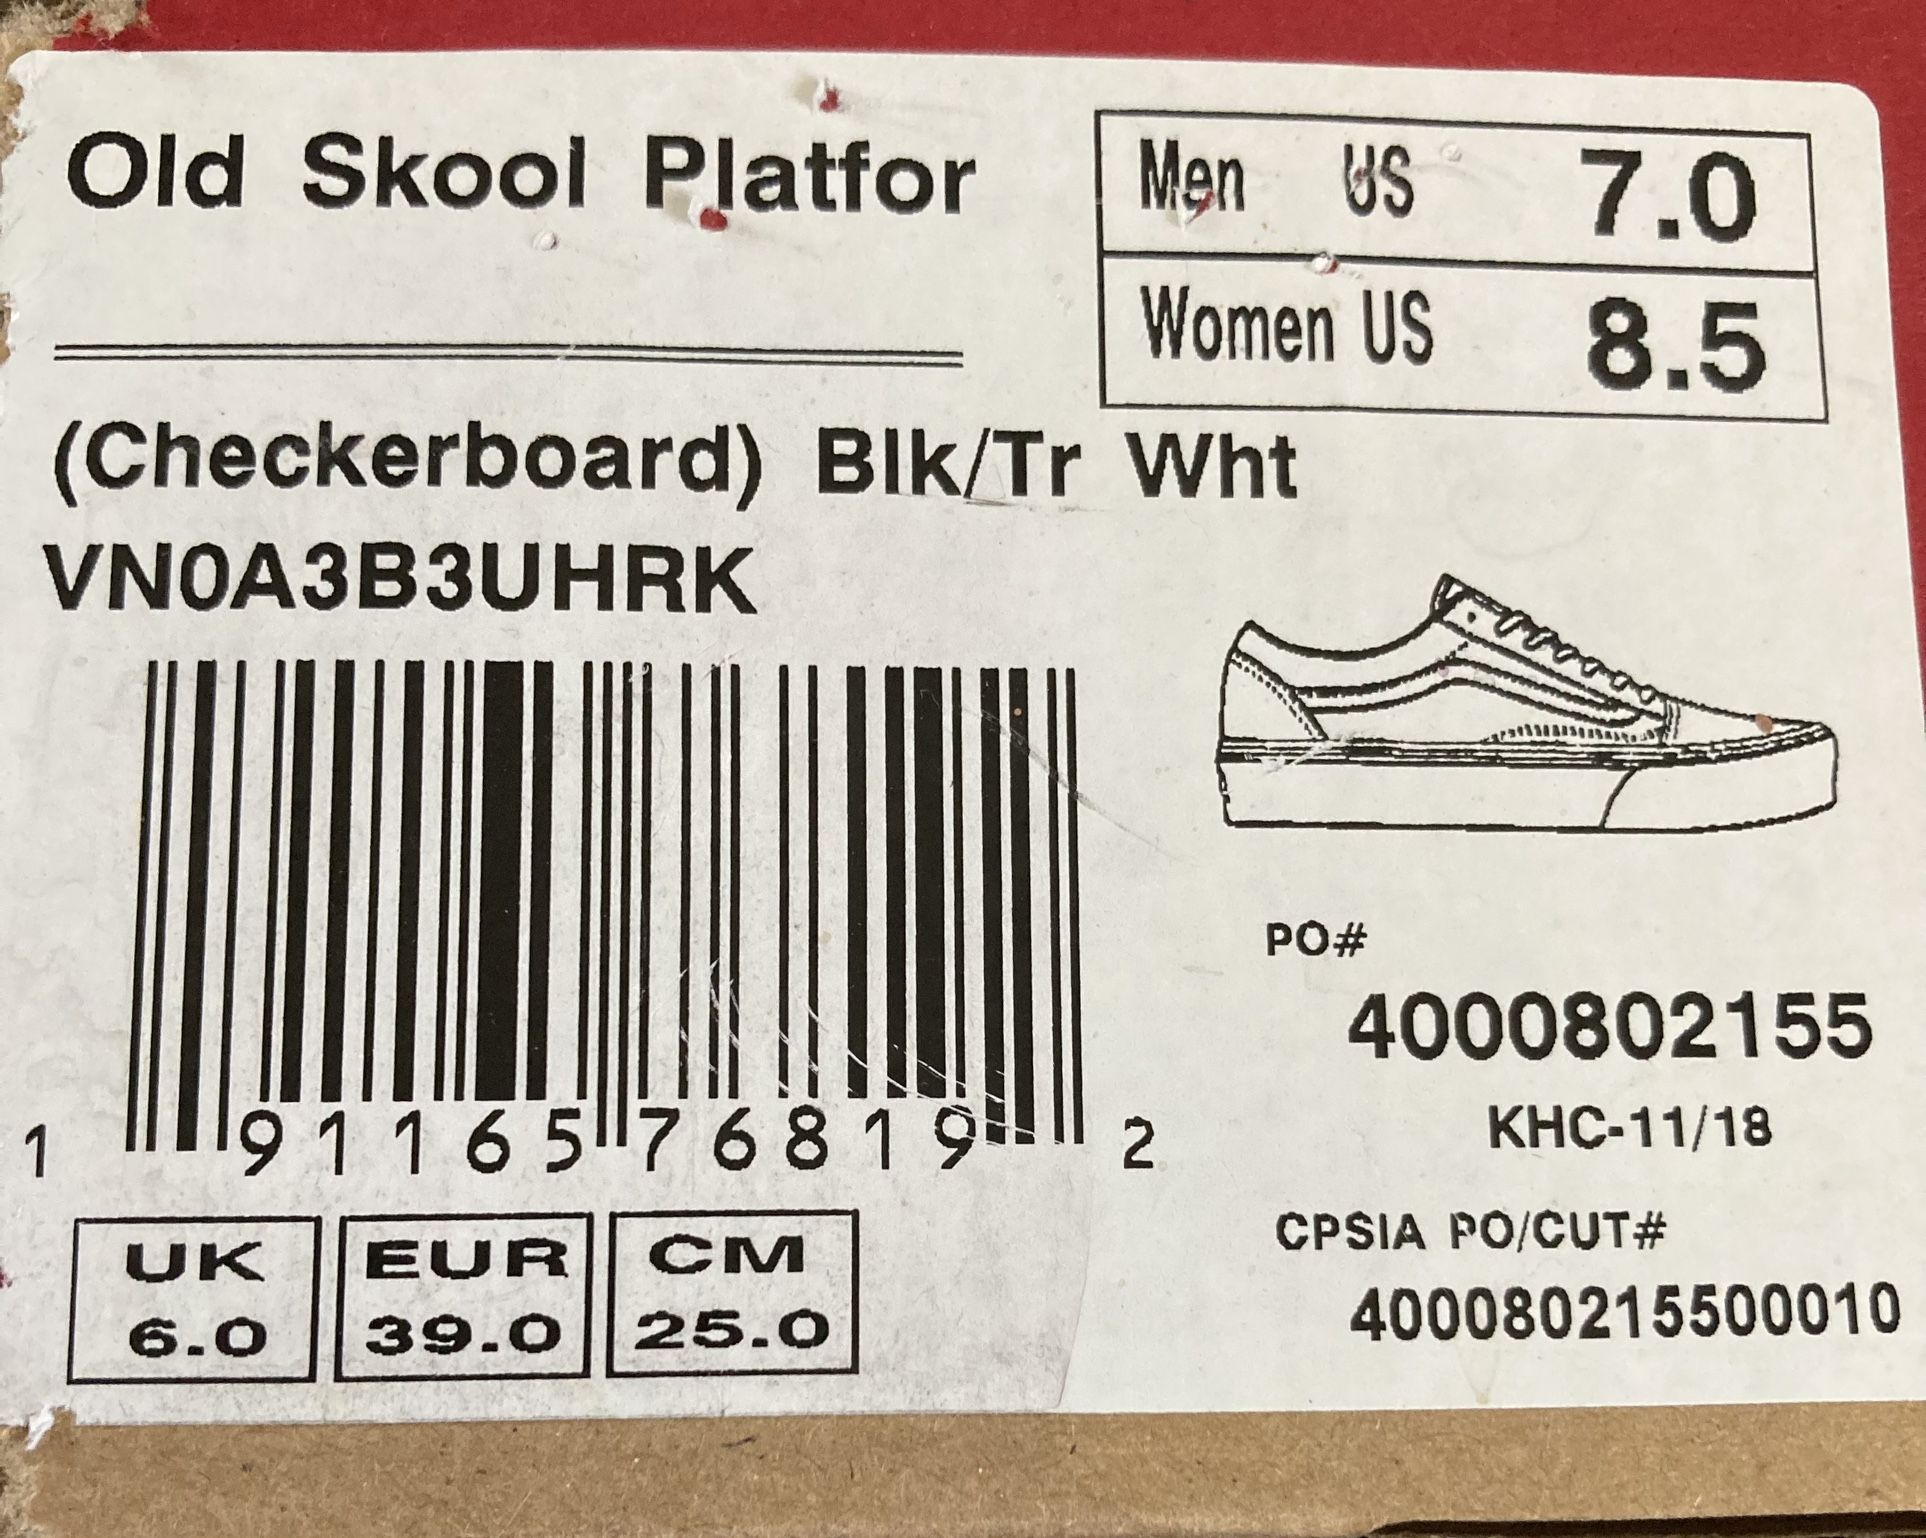 Old Skool Platfor
Men US 7.0
Women US 8.5
(Checkerboard) Blk/Tr Wht
VN0A3B3UHRK
1 91165 76819 2
PO#
4000802155
KHC-11/18
CPSIA PO/CUT#
400080215500010
UK
6.0
EUR
39.0
CM
25.0